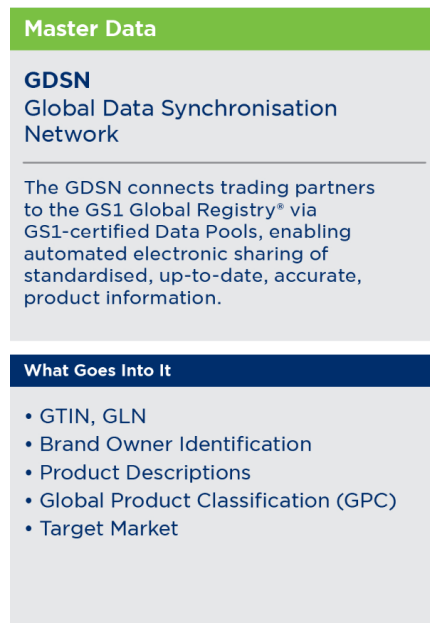 Master Data
GDSN
Global Data Synchronisation
Network
The GDSN connects trading partners
to the GS1 Global Registry® via
GS1-certified Data Pools, enabling
automated electronic sharing of
standardised, up-to-date, accurate,
product information.
What Goes Into It
• GTIN, GLN
• Brand Owner Identification
• Product Descriptions
• Global Product Classification (GPC)
• Target Market